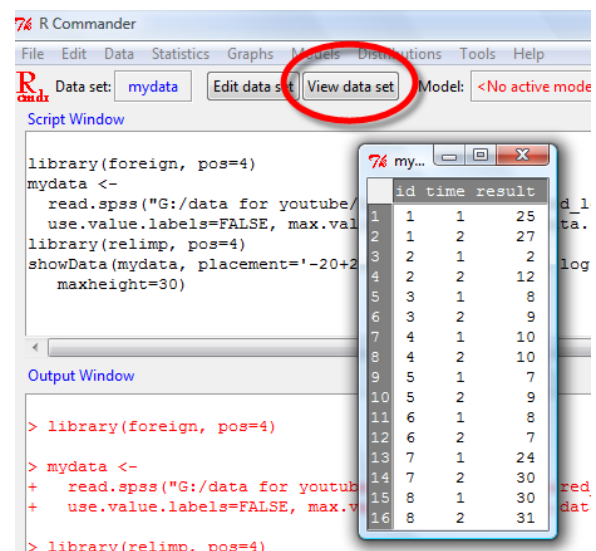 R Commander
File Edit Data Statistics Graphs Models Distributions Tools Help
R cmdr Data set: mydata Edit data set View data set Model: <No active mode
Script Window
library(foreign, pos=4)
mydata <-
read.spss("G:/data for youtube/
use.value.labels=FALSE, max.val
library(relimp, pos=4)
showData(mydata, placement='-20+2
maxheight=30)
my...
id time result
1 1 1 25
2 1 2 27
3 2 1 2
4 2 2 12
5 3 1 8
6 3 2 9
7 4 1 10
8 4 2 10
9 5 1 7
10 5 2 9
11 6 1 8
12 6 2 7
13 7 1 24
14 7 2 30
15 8 1 30
16 8 2 31
d_l
ta.
log
Output Window
> library(foreign, pos=4)
> mydata <-
+ read.spss("G:/data for youtub red_
+ use.value.labels=FALSE, max.v dat
> library(relimp, pos=4)